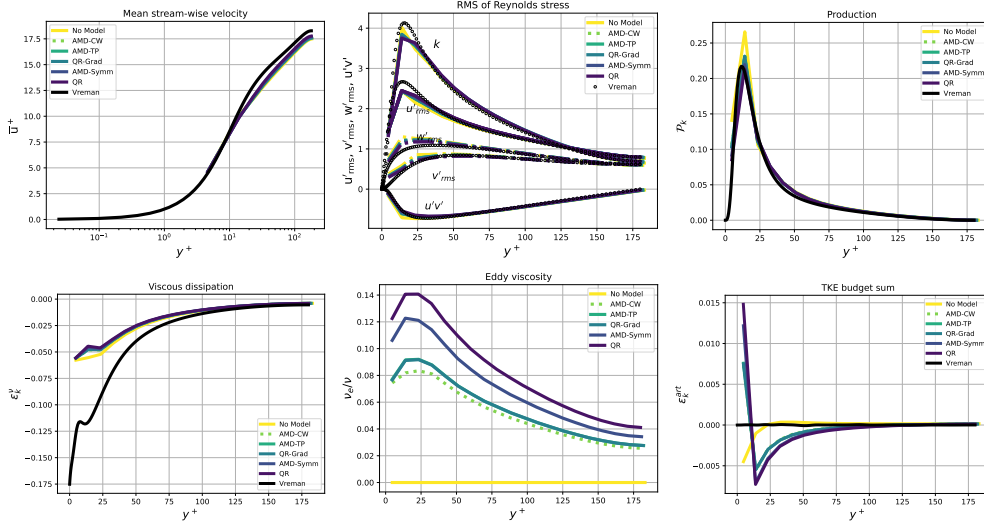 Mean stream-wise velocity
No Model
AMD-CW
AMD-TP
QR-Grad
AMD-Symm
QR
Vreman
17.5
15.0
12.5
10.0
7.5
5.0
2.5
0.0
u̅⁺
10⁻¹
10⁰
10¹
10²
y⁺
RMS of Reynolds stress
No Model
AMD-CW
AMD-TP
QR-Grad
AMD-Symm
QR
Vreman
k
u'rms
w'rms
v'rms
u'v'
4
3
2
1
0
u'rms, v'rms, w'rms, u'v'
0 25 50 75 100 125 150 175
y⁺
Production
No Model
AMD-CW
AMD-TP
QR-Grad
AMD-Symm
QR
Vreman
0.25
0.20
0.15
0.10
0.05
0.00
𝒫k
0 25 50 75 100 125 150 175
y⁺
Viscous dissipation
0.000
−0.025
−0.050
−0.075
−0.100
−0.125
−0.150
−0.175
εᵥk
No Model
AMD-CW
AMD-TP
QR-Grad
AMD-Symm
QR
Vreman
0 25 50 75 100 125 150 175
y⁺
Eddy viscosity
No Model
AMD-CW
AMD-TP
QR-Grad
AMD-Symm
QR
0.14
0.12
0.10
0.08
0.06
0.04
0.02
0.00
νe/ν
0 25 50 75 100 125 150 175
y⁺
TKE budget sum
No Model
AMD-CW
AMD-TP
QR-Grad
AMD-Symm
QR
Vreman
0.015
0.010
0.005
0.000
−0.005
εk^art
0 25 50 75 100 125 150 175
y⁺